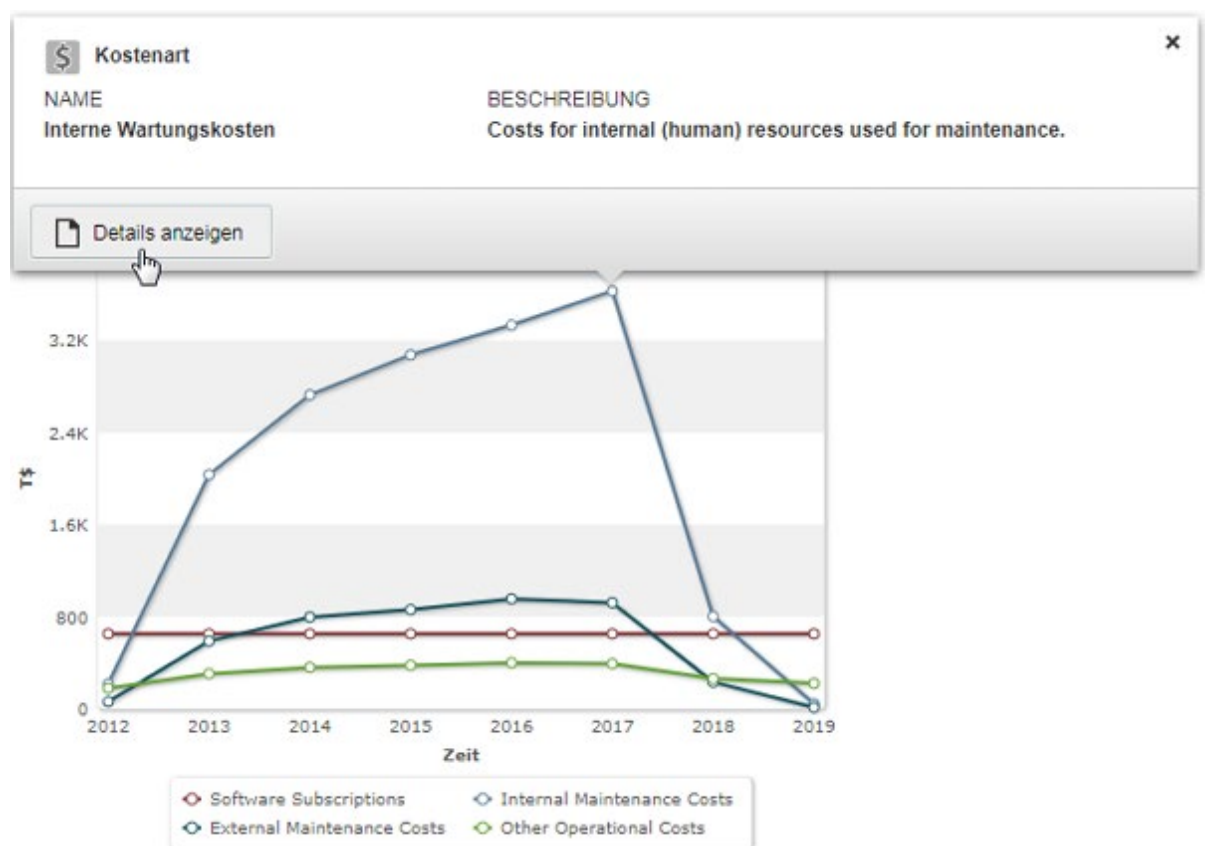 Kostenart
NAME BESCHREIBUNG
Interne Wartungskosten Costs for internal (human) resources used for maintenance.
Details anzeigen
3.2K
2.4K
T$
1.6K
800
0
2012 2013 2014 2015 2016 2017 2018 2019
Zeit
Software Subscriptions Internal Maintenance Costs
External Maintenance Costs Other Operational Costs